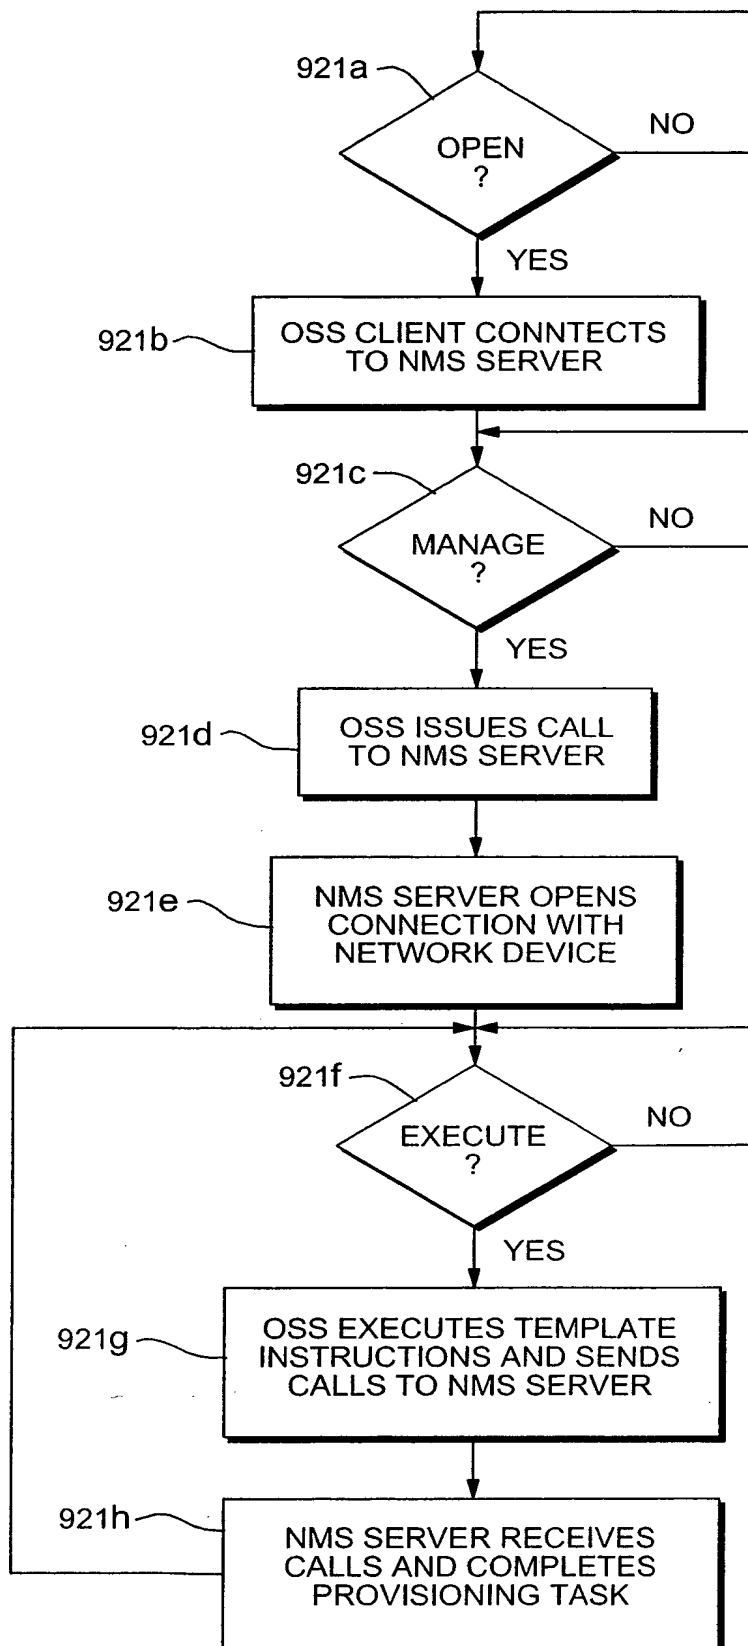 921a
OPEN
?
NO
YES
921b
OSS CLIENT CONNTECTS
TO NMS SERVER
921c
MANAGE
?
NO
YES
921d
OSS ISSUES CALL
TO NMS SERVER
921e
NMS SERVER OPENS
CONNECTION WITH
NETWORK DEVICE
921f
EXECUTE
?
NO
YES
921g
OSS EXECUTES TEMPLATE
INSTRUCTIONS AND SENDS
CALLS TO NMS SERVER
921h
NMS SERVER RECEIVES
CALLS AND COMPLETES
PROVISIONING TASK